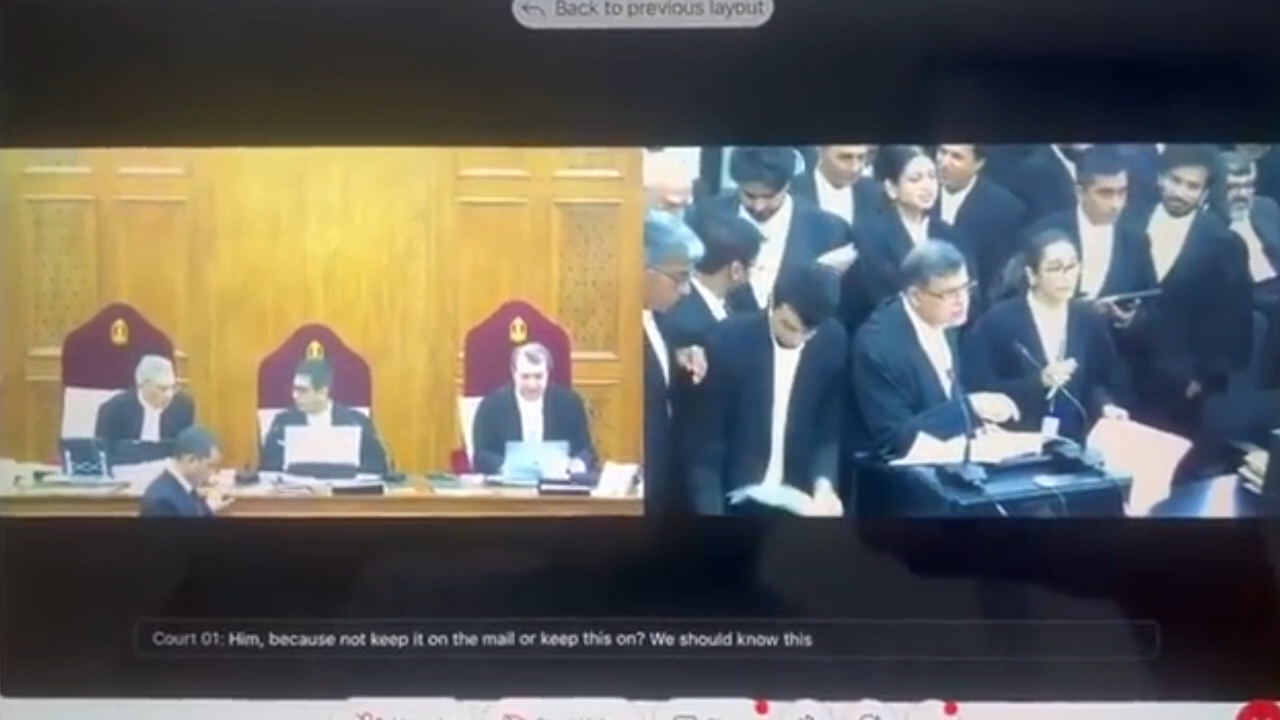 Back to previous layout
Court 01: Him, because not keep it on the mail or keep this on? We should know this